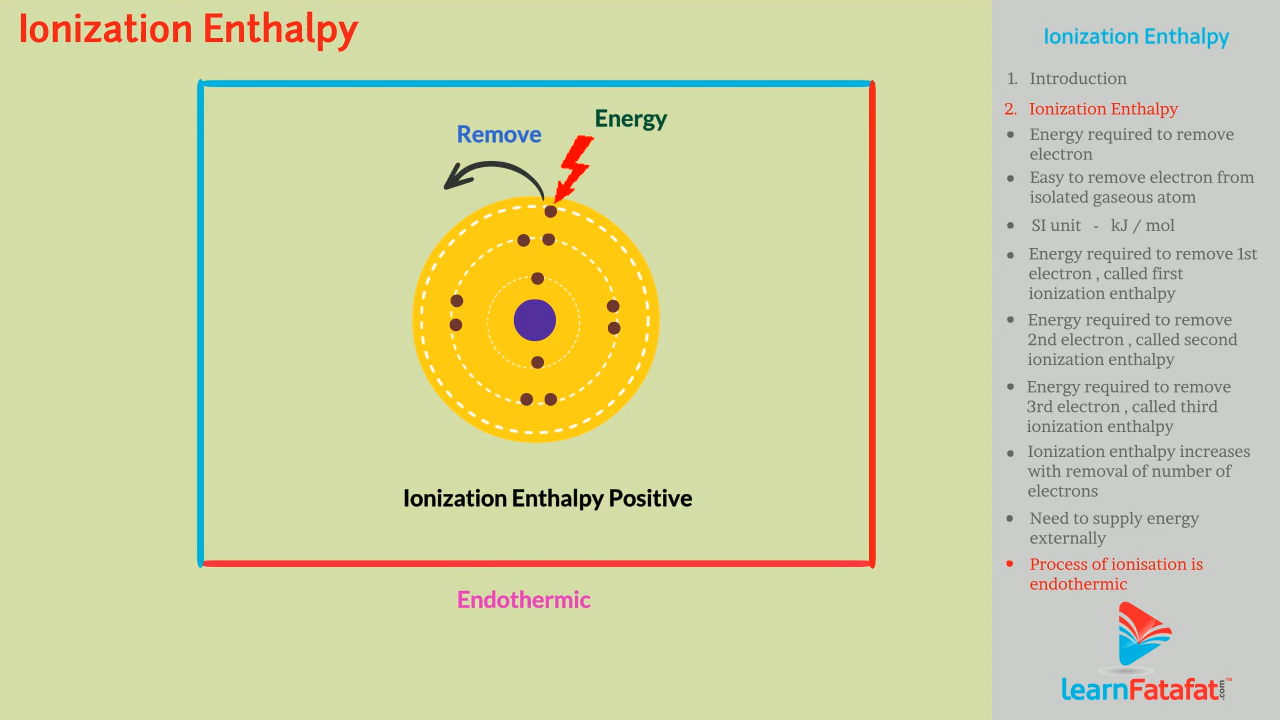 Ionization Enthalpy
Remove
Energy
Ionization Enthalpy Positive
Endothermic
Ionization Enthalpy
1. Introduction
2. Ionization Enthalpy
• Energy required to remove
electron
• Easy to remove electron from
isolated gaseous atom
• SI unit - kJ / mol
• Energy required to remove 1st
electron , called first
ionization enthalpy
• Energy required to remove
2nd electron , called second
ionization enthalpy
• Energy required to remove
3rd electron , called third
ionization enthalpy
• Ionization enthalpy increases
with removal of number of
electrons
• Need to supply energy
externally
• Process of ionisation is
endothermic
learnFatafat.com™